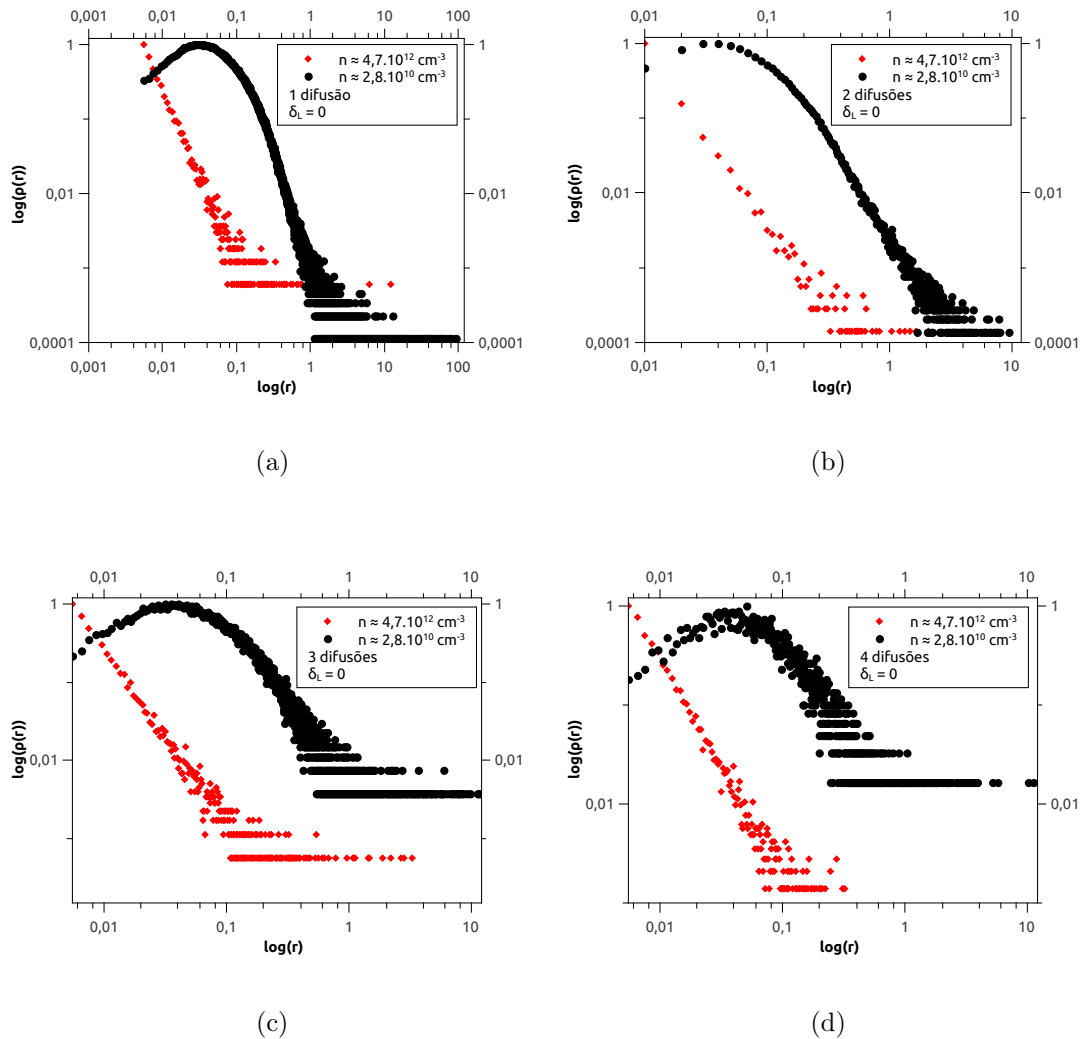 0,001 0,01 0,1 1 10 100
1 1
n ≈ 4,7.10¹² cm⁻³
n ≈ 2,8.10¹⁰ cm⁻³
1 difusão
δL = 0
log(ρ(r))
0,01 0,01
0,0001 0,0001
0,001 0,01 0,1 1 10 100
log(r)
(a)
0,01 0,1 1 10
1 1
n ≈ 4,7.10¹² cm⁻³
n ≈ 2,8.10¹⁰ cm⁻³
2 difusões
δL = 0
log(ρ(r))
0,01 0,01
0,0001 0,0001
0,01 0,1 1 10
log(r)
(b)
0,01 0,1 1 10
1 1
n ≈ 4,7.10¹² cm⁻³
n ≈ 2,8.10¹⁰ cm⁻³
3 difusões
δL = 0
log(ρ(r))
0,01 0,01
0,01 0,1 1 10
log(r)
(c)
0,01 0,1 1 10
1 1
n ≈ 4,7.10¹² cm⁻³
n ≈ 2,8.10¹⁰ cm⁻³
4 difusões
δL = 0
log(ρ(r))
0,01 0,01
0,01 0,1 1 10
log(r)
(d)